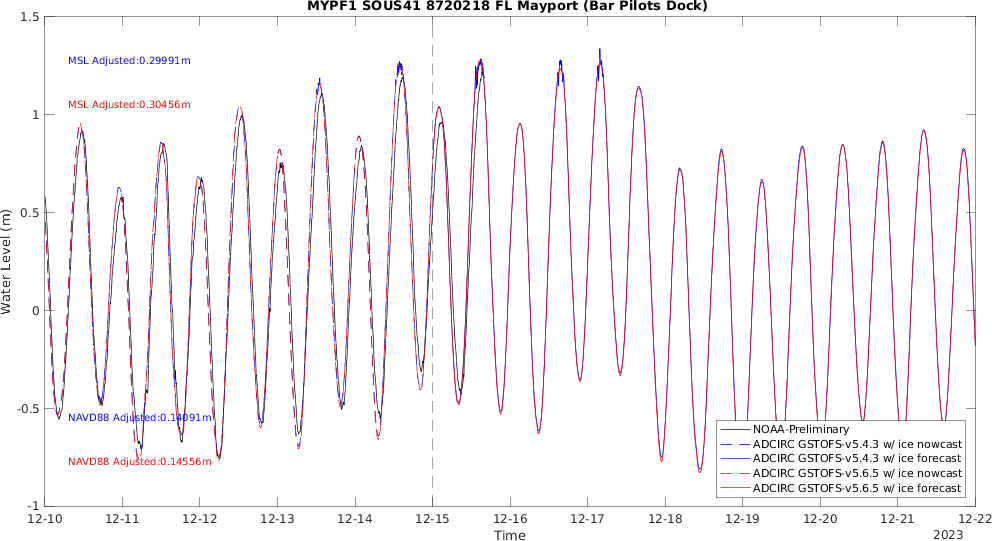 MYPF1 SOUS41 8720218 FL Mayport (Bar Pilots Dock)
1.5
1
0.5
0
-0.5
-1
Water Level (m)
MSL Adjusted:0.29991m
MSL Adjusted:0.30456m
NAVD88 Adjusted:0.14091m
NAVD88 Adjusted:0.14556m
NOAA-Preliminary
ADCIRC GSTOFS-v5.4.3 w/ ice nowcast
ADCIRC GSTOFS-v5.4.3 w/ ice forecast
ADCIRC GSTOFS-v5.6.5 w/ ice nowcast
ADCIRC GSTOFS-v5.6.5 w/ ice forecast
12-10 12-11 12-12 12-13 12-14 12-15 12-16 12-17 12-18 12-19 12-20 12-21 12-22
Time
2023